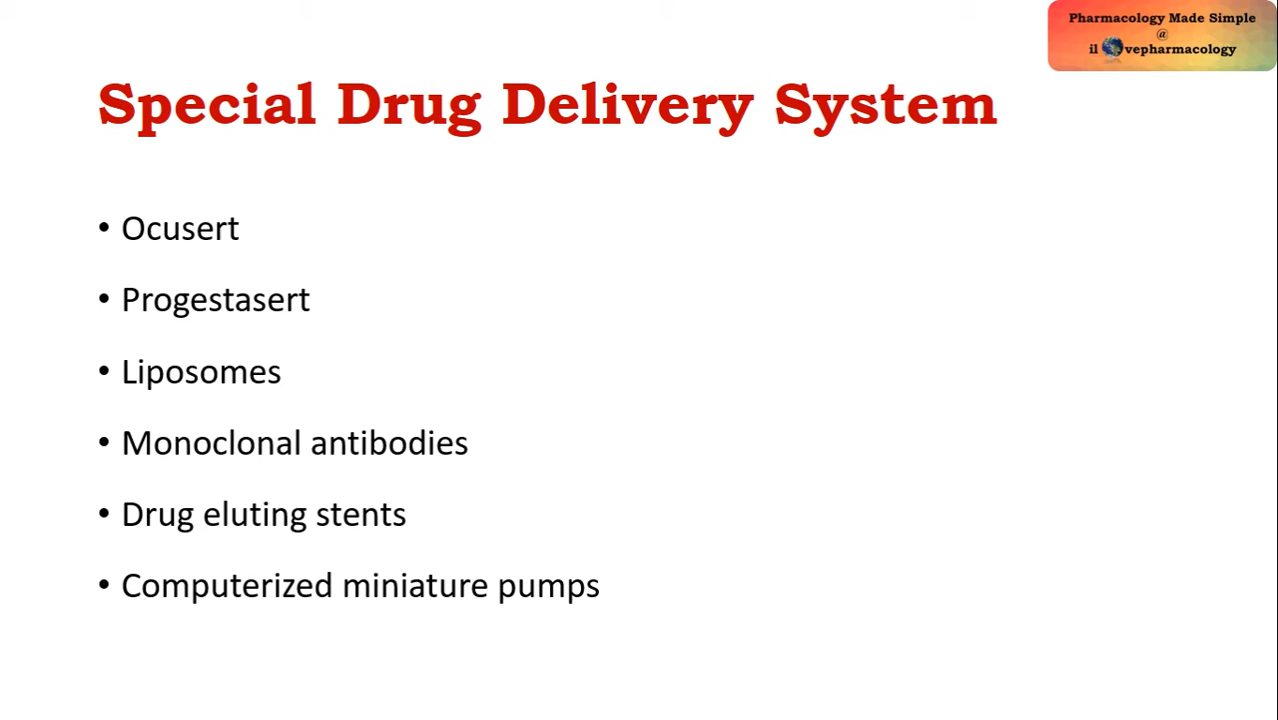 Pharmacology Made Simple
@
il vepharmacology
Special Drug Delivery System
• Ocusert
• Progestasert
• Liposomes
• Monoclonal antibodies
• Drug eluting stents
• Computerized miniature pumps